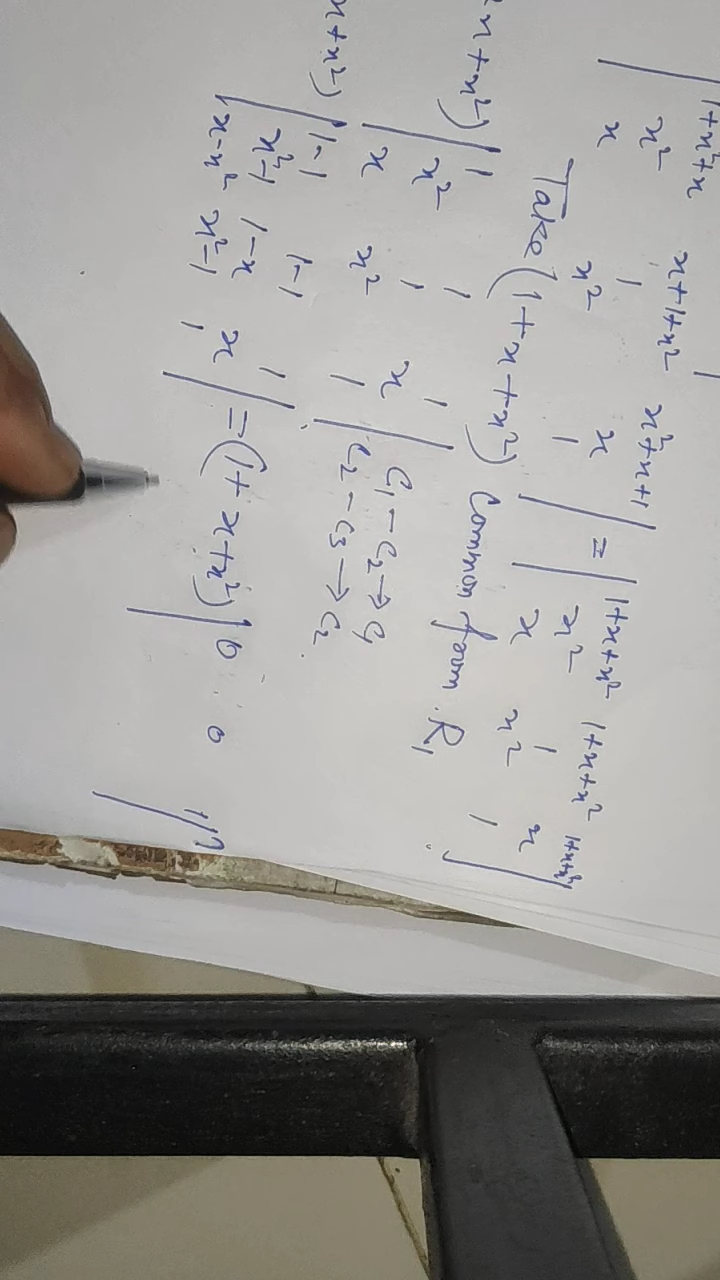 1+x²+x x+1+x² x²+x+1 | = | 1+x+x² 1+x+x² 1+x+x²
x² 1 x x² 1 x
x x² 1 x x² 1
Take (1+x+x²) common from R₁.
x+x²) | 1 1 1 |
x² 1 x C₁-C₂→C₁
x x² 1 C₂-C₃→C₂.
x+x²) | 1-1 1-1 1 |
x²-1 1-x x = (1+x+x²) | 0 0 1
x-x² x²-1 1